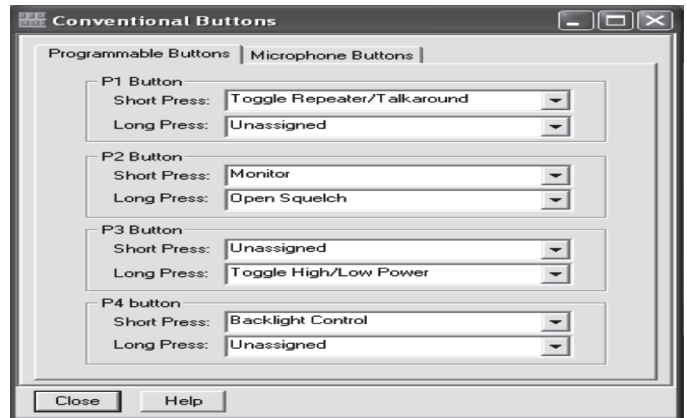 Conventional Buttons
Programmable Buttons Microphone Buttons
P1 Button
Short Press: Toggle Repeater/Talkaround
Long Press: Unassigned
P2 Button
Short Press: Monitor
Long Press: Open Squelch
P3 Button
Short Press: Unassigned
Long Press: Toggle High/Low Power
P4 button
Short Press: Backlight Control
Long Press: Unassigned
Close Help